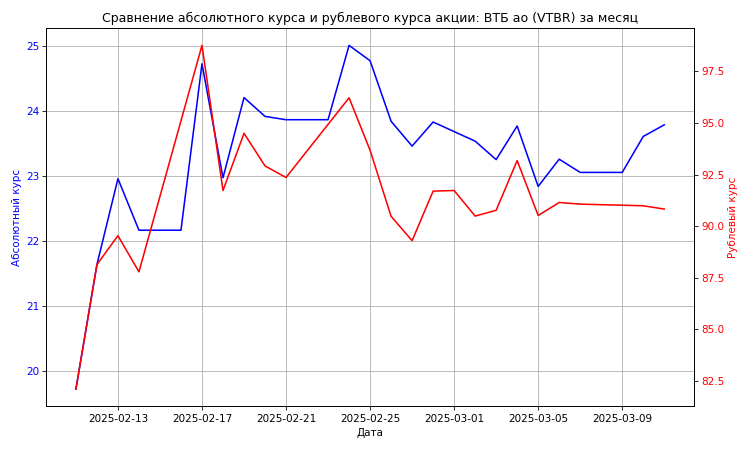 Сравнение абсолютного курса и рублевого курса акции: ВТБ ао (VTBR) за месяц
25
24
23
22
21
20
Абсолютный курс
97.5
95.0
92.5
90.0
87.5
85.0
82.5
Рублевый курс
2025-02-13 2025-02-17 2025-02-21 2025-02-25 2025-03-01 2025-03-05 2025-03-09
Дата